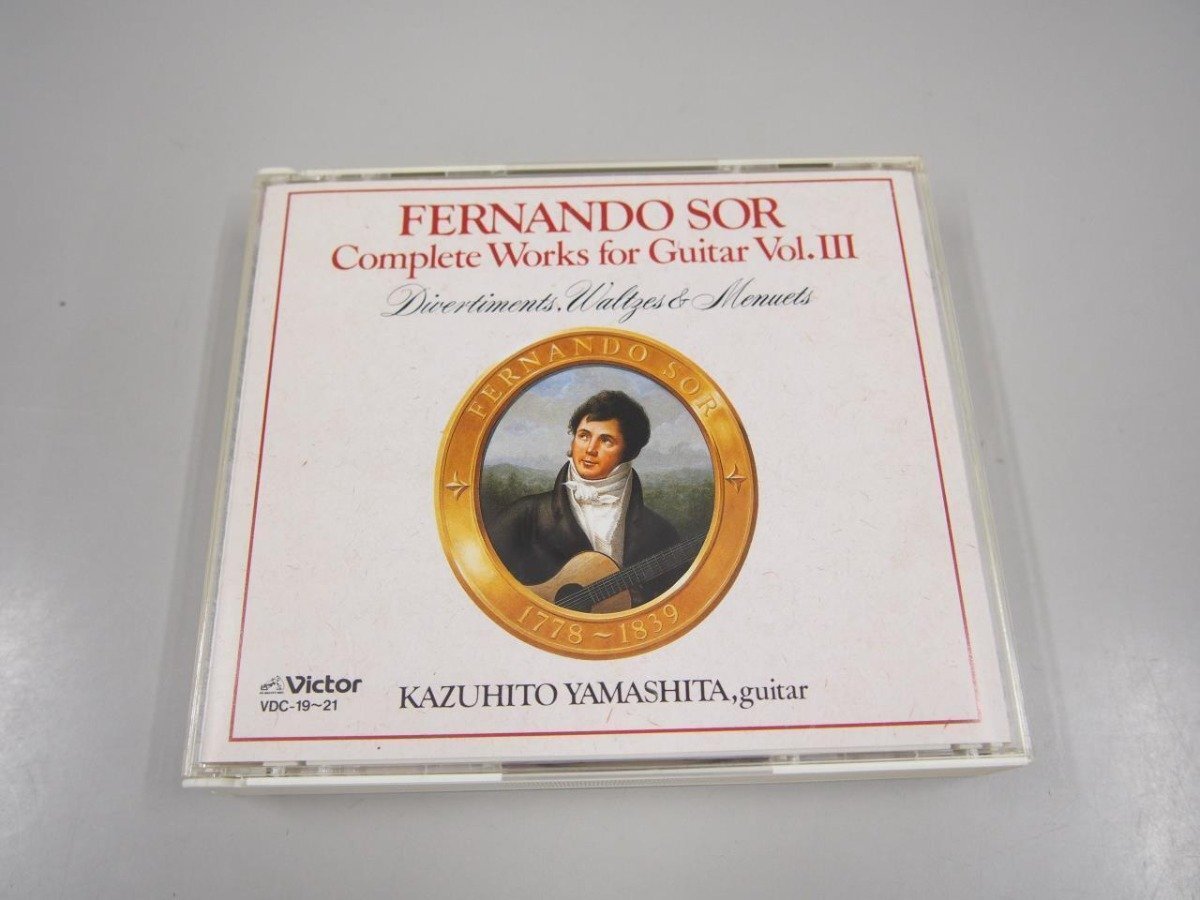 FERNANDO SOR
Complete Works for Guitar Vol. III
Divertiments, Waltzes & Menuets
FERNANDO SOR
1778~1839
Victor
VDC-19~21
KAZUHITO YAMASHITA, guitar